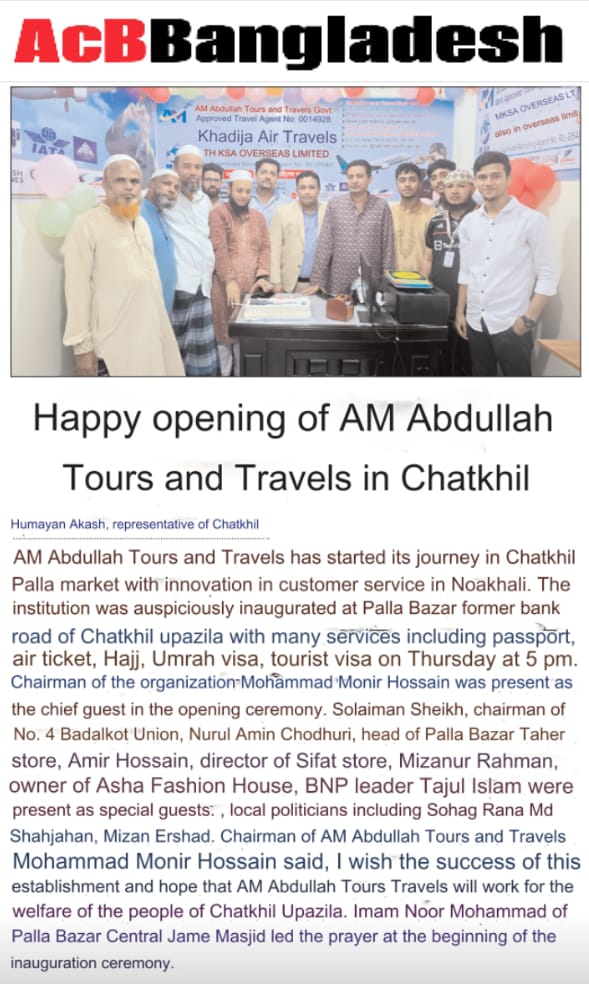 AcBBangladesh
AM Abdullah Tours and Travels Govt
Approved Travel Agent No: 0014928
Khadija Air Travels
TH KSA OVERSEAS LIMITED
IATA
MKSA OVERSEAS LT
also in overseas limit
Happy opening of AM Abdullah
Tours and Travels in Chatkhil
Humayan Akash, representative of Chatkhil
AM Abdullah Tours and Travels has started its journey in Chatkhil
Palla market with innovation in customer service in Noakhali. The
institution was auspiciously inaugurated at Palla Bazar former bank
road of Chatkhil upazila with many services including passport,
air ticket, Hajj, Umrah visa, tourist visa on Thursday at 5 pm.
Chairman of the organization Mohammad Monir Hossain was present as
the chief guest in the opening ceremony. Solaiman Sheikh, chairman of
No. 4 Badalkot Union, Nurul Amin Chodhuri, head of Palla Bazar Taher
store, Amir Hossain, director of Sifat store, Mizanur Rahman,
owner of Asha Fashion House, BNP leader Tajul Islam were
present as special guests. , local politicians including Sohag Rana Md
Shahjahan, Mizan Ershad. Chairman of AM Abdullah Tours and Travels
Mohammad Monir Hossain said, I wish the success of this
establishment and hope that AM Abdullah Tours Travels will work for the
welfare of the people of Chatkhil Upazila. Imam Noor Mohammad of
Palla Bazar Central Jame Masjid led the prayer at the beginning of the
inauguration ceremony.